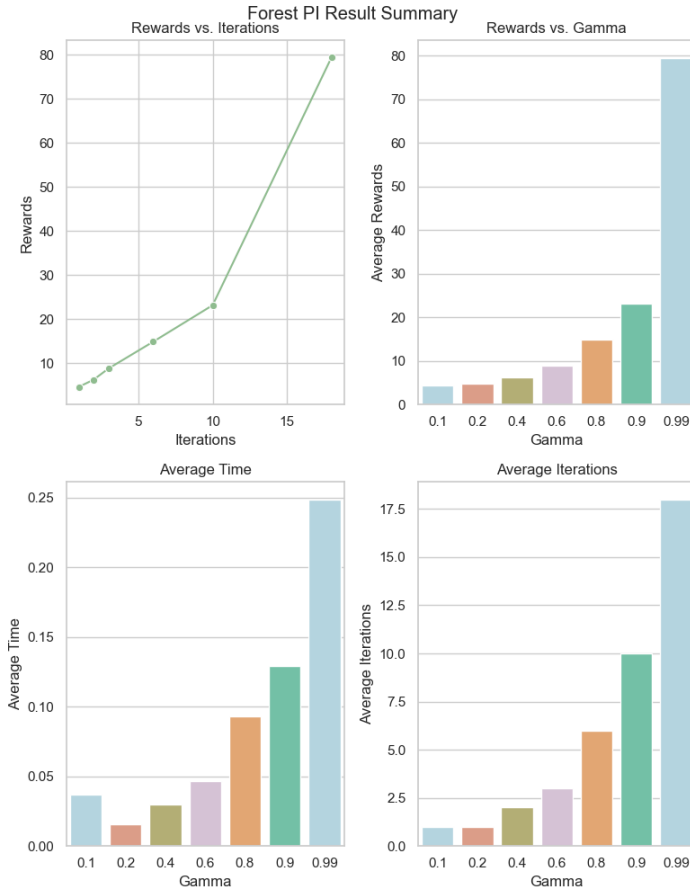 Forest PI Result Summary
Rewards vs. Iterations
80
70
60
50
40
30
20
10
Rewards
5 10 15
Iterations
Rewards vs. Gamma
80
70
60
50
40
30
20
10
0
Average Rewards
0.1 0.2 0.4 0.6 0.8 0.9 0.99
Gamma
Average Time
0.25
0.20
0.15
0.10
0.05
0.00
Average Time
0.1 0.2 0.4 0.6 0.8 0.9 0.99
Gamma
Average Iterations
17.5
15.0
12.5
10.0
7.5
5.0
2.5
0.0
Average Iterations
0.1 0.2 0.4 0.6 0.8 0.9 0.99
Gamma